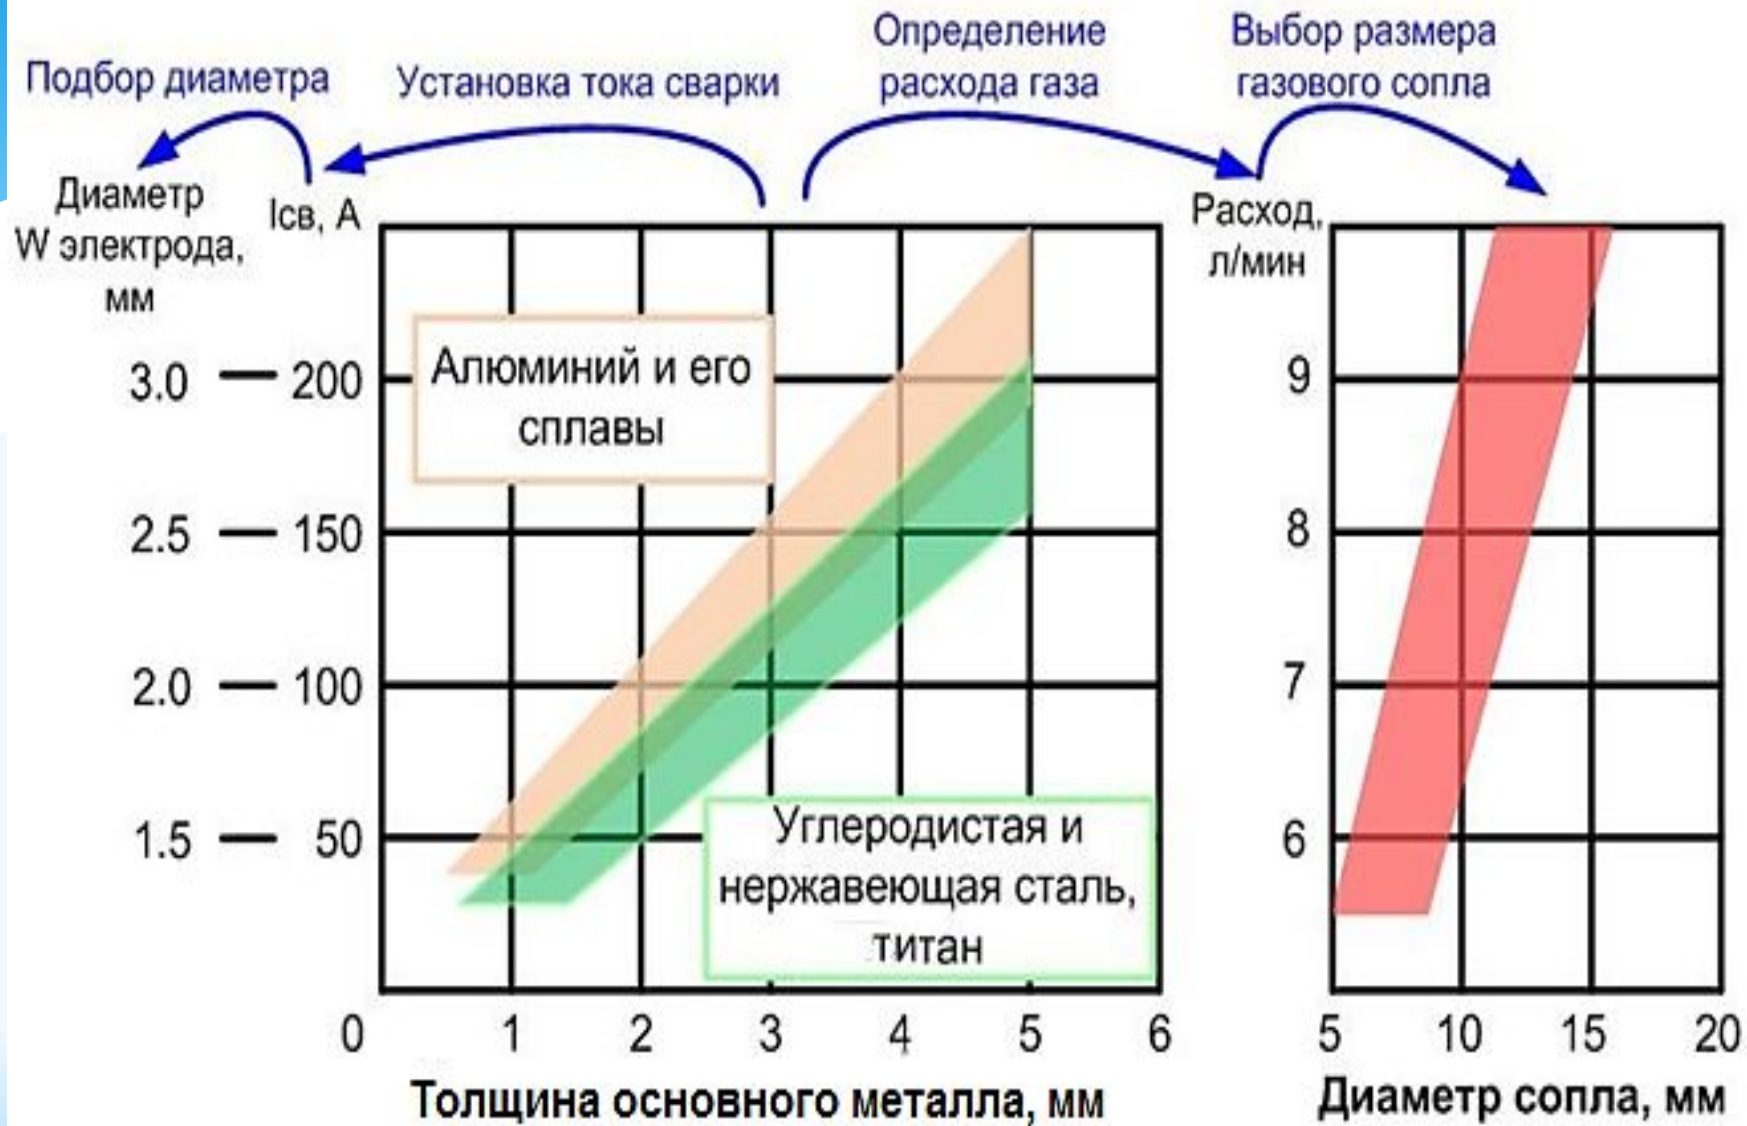 Подбор диаметра
Установка тока сварки
Определение
расхода газа
Выбор размера
газового сопла
Диаметр
W электрода,
мм
Iсв, А
Расход,
л/мин
Алюминий и его
сплавы
3.0 — 200
2.5 — 150
2.0 — 100
1.5 — 50
Углеродистая и
нержавеющая сталь,
титан
0 1 2 3 4 5 6
Толщина основного металла, мм
9
8
7
6
5 10 15 20
Диаметр сопла, мм